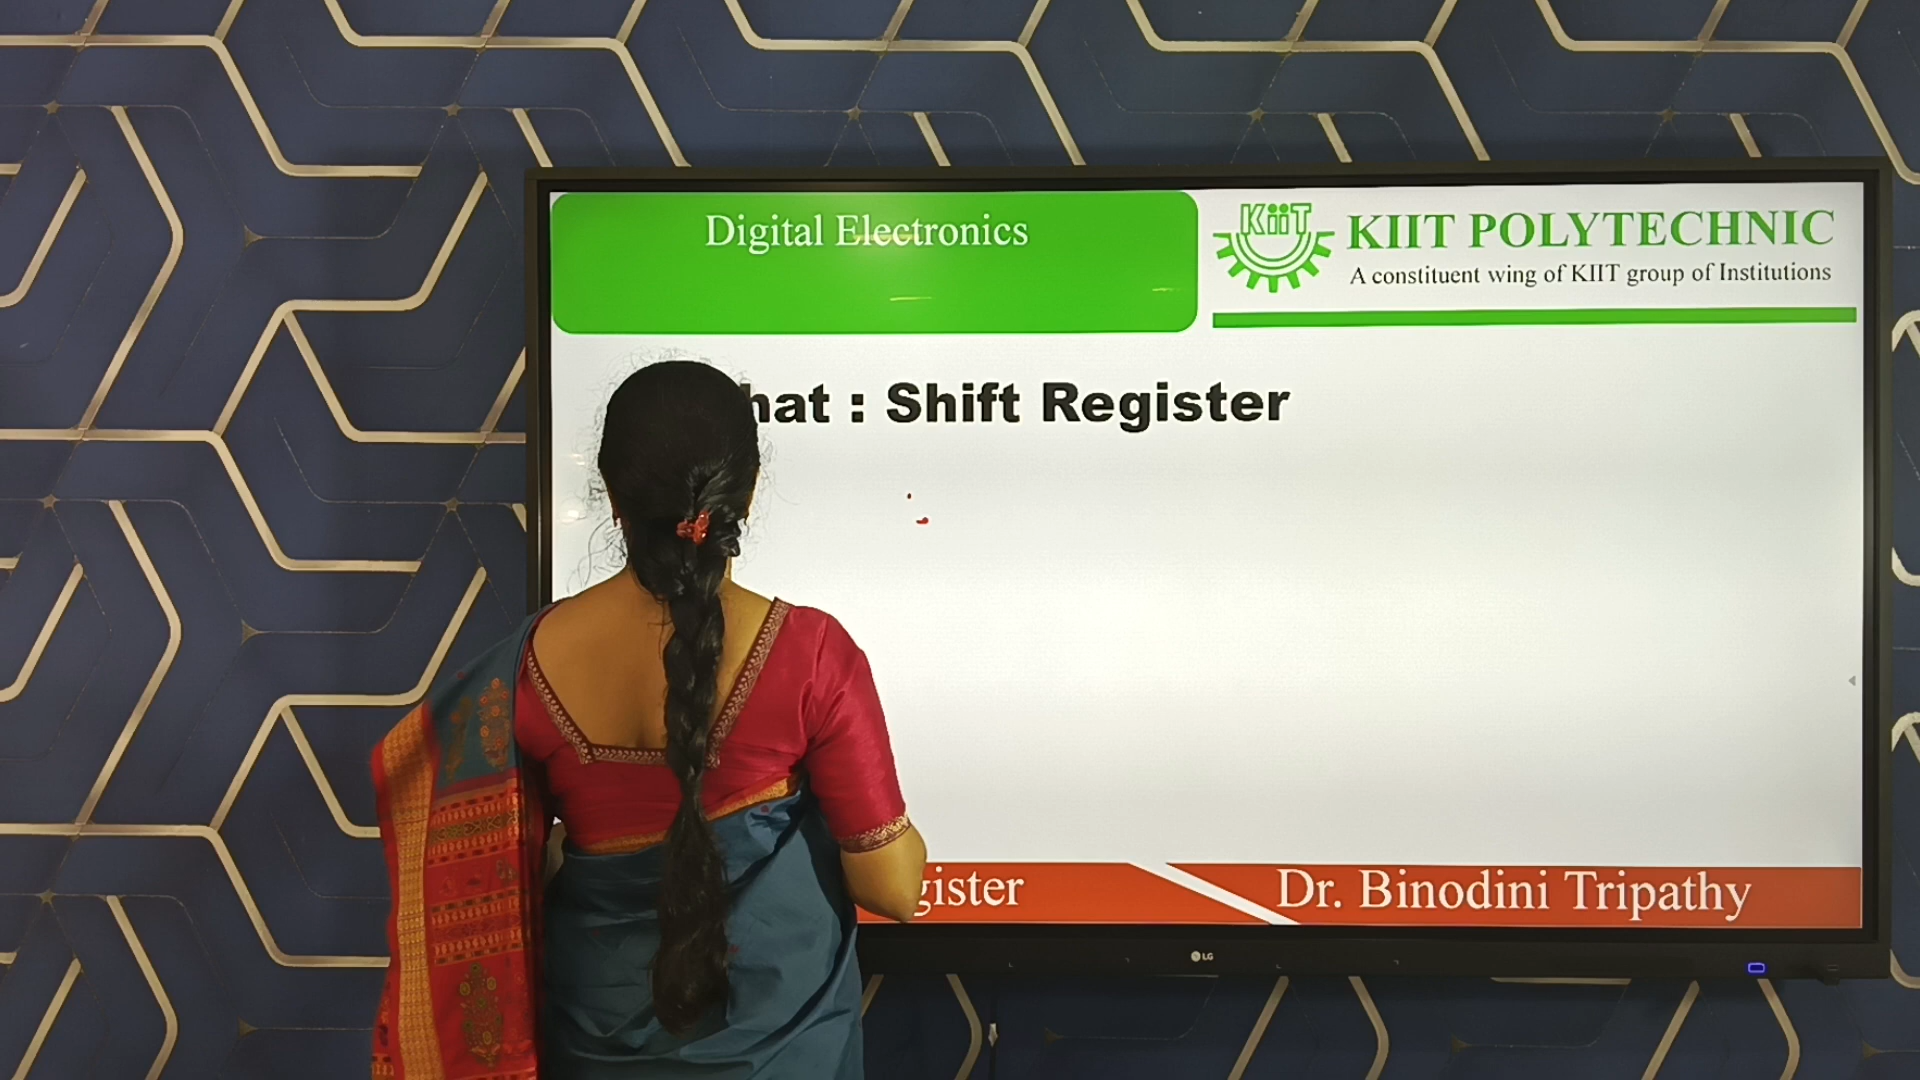 Digital Electronics
KiiT
KIIT POLYTECHNIC
A constituent wing of KIIT group of Institutions
hat : Shift Register
gister
Dr. Binodini Tripathy
LG